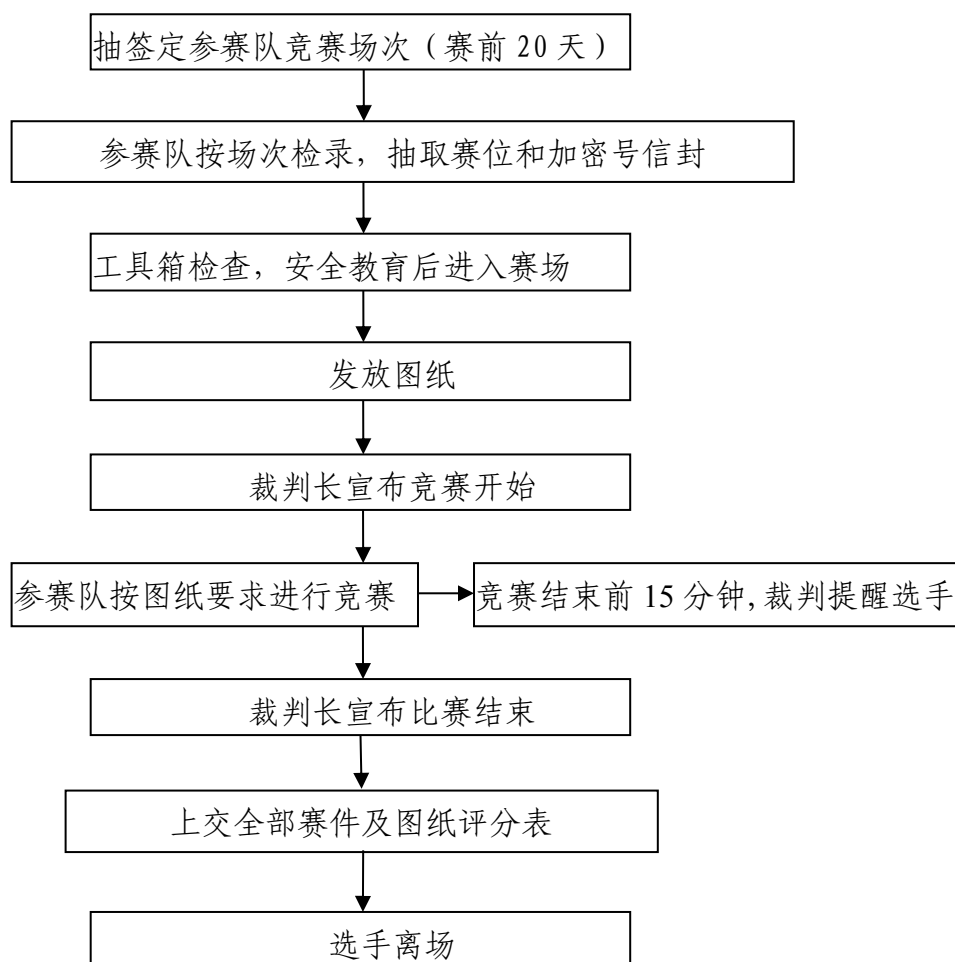 抽签定参赛队竞赛场次（赛前 20 天）
参赛队按场次检录，抽取赛位和加密号信封
工具箱检查，安全教育后进入赛场
发放图纸
裁判长宣布竞赛开始
参赛队按图纸要求进行竞赛
竞赛结束前 15 分钟,裁判提醒选手
裁判长宣布比赛结束
上交全部赛件及图纸评分表
选手离场